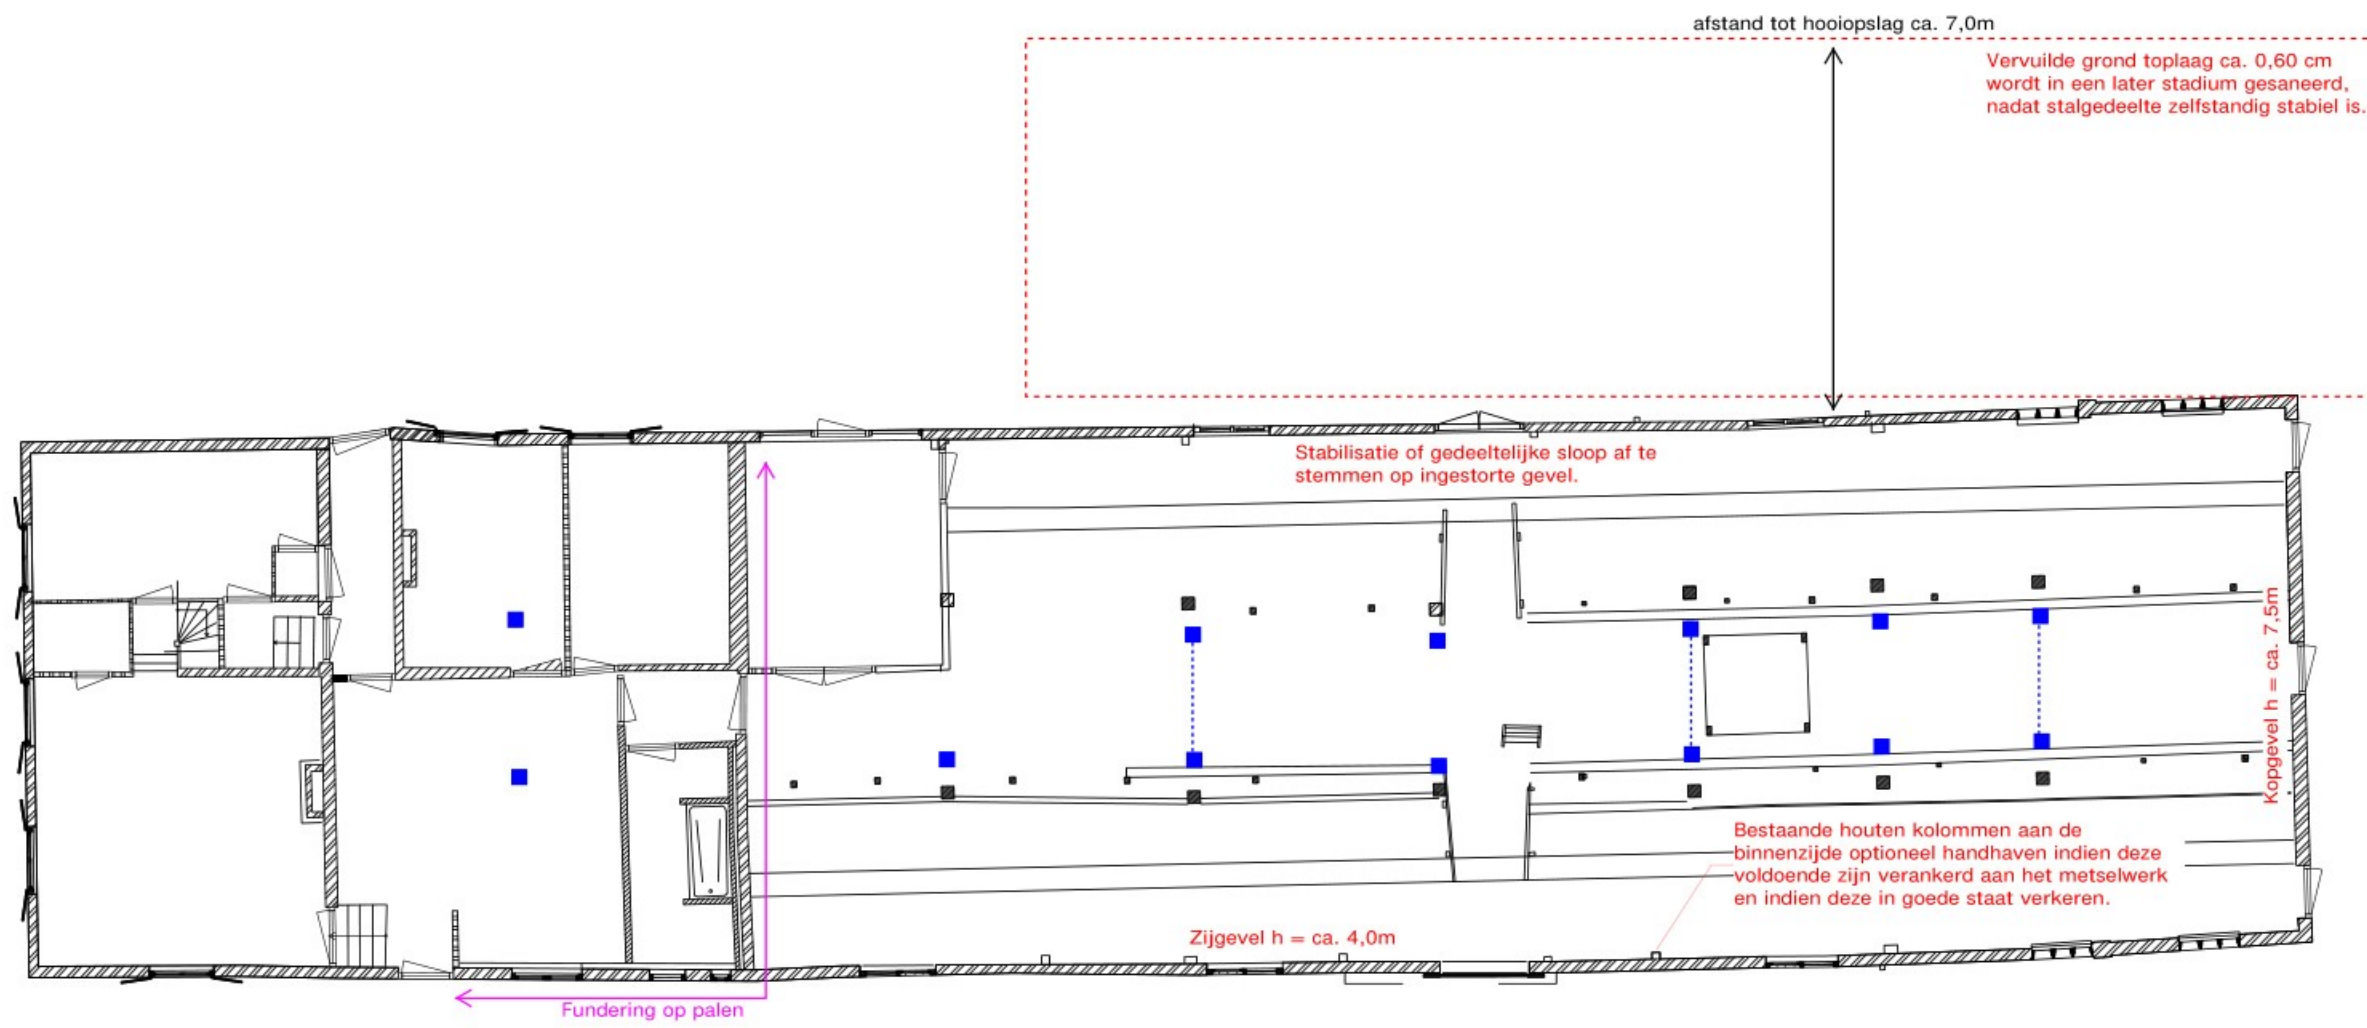 afstand tot hooiopslag ca. 7,0m
Vervuilde grond toplaag ca. 0,60 cm
wordt in een later stadium gesaneerd,
nadat stalgedeelte zelfstandig stabiel is.
Stabilisatie of gedeeltelijke sloop af te
stemmen op ingestorte gevel.
Kopgevel h = ca. 7,5m
Bestaande houten kolommen aan de
binnenzijde optioneel handhaven indien deze
voldoende zijn verankerd aan het metselwerk
en indien deze in goede staat verkeren.
Zijgevel h = ca. 4,0m
Fundering op palen